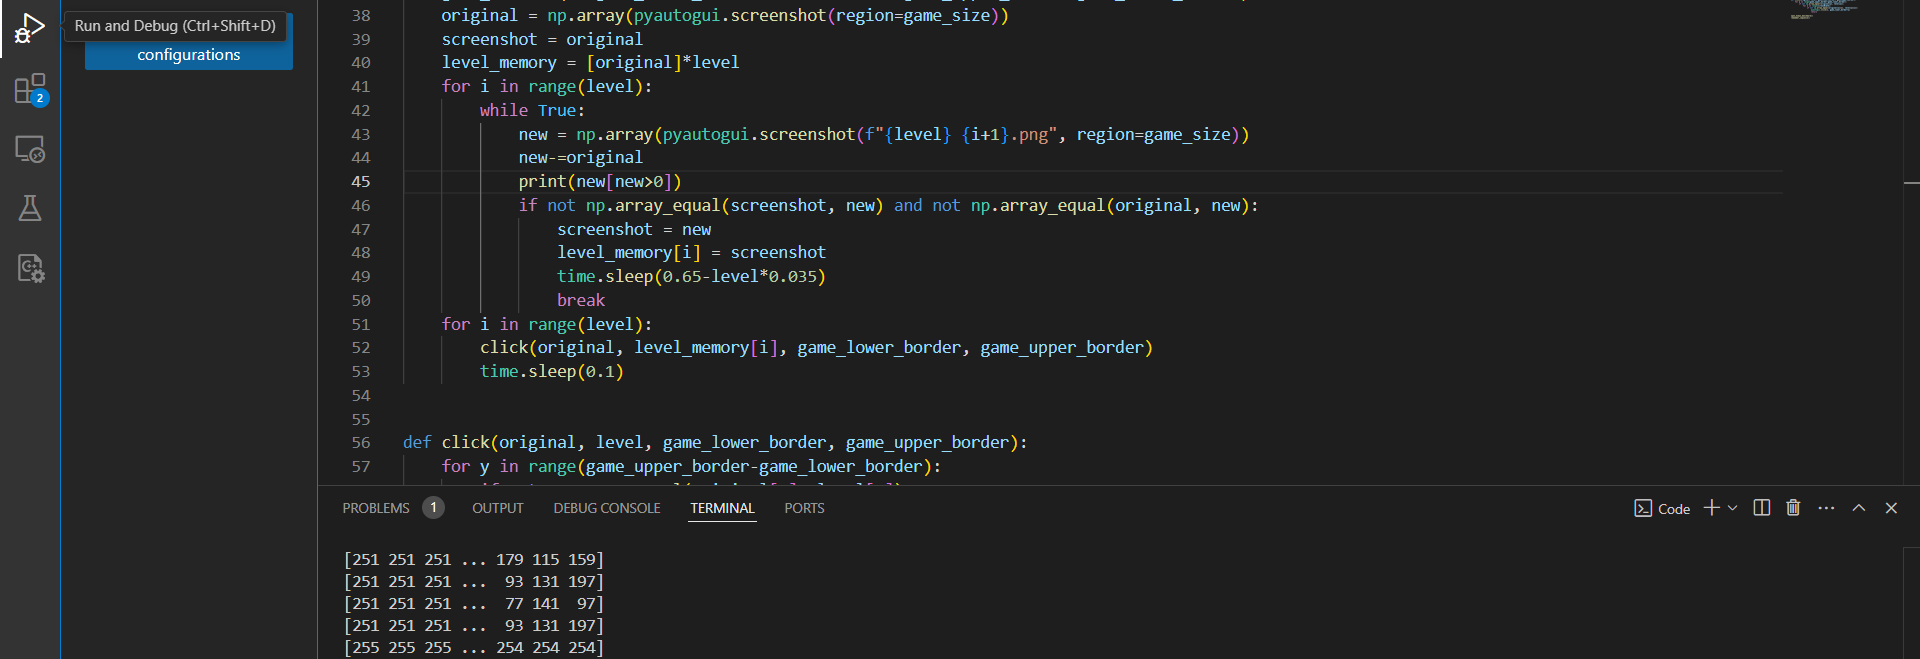 Run and Debug (Ctrl+Shift+D)
configurations
2
38 original = np.array(pyautogui.screenshot(region=game_size))
39 screenshot = original
40 level_memory = [original]*level
41 for i in range(level):
42 while True:
43 new = np.array(pyautogui.screenshot(f"{level} {i+1}.png", region=game_size))
44 new-=original
45 print(new[new>0])
46 if not np.array_equal(screenshot, new) and not np.array_equal(original, new):
47 screenshot = new
48 level_memory[i] = screenshot
49 time.sleep(0.65-level*0.035)
50 break
51 for i in range(level):
52 click(original, level_memory[i], game_lower_border, game_upper_border)
53 time.sleep(0.1)
54
55
56 def click(original, level, game_lower_border, game_upper_border):
57 for y in range(game_upper_border-game_lower_border):
PROBLEMS 1 OUTPUT DEBUG CONSOLE TERMINAL PORTS Code
[251 251 251 ... 179 115 159]
[251 251 251 ... 93 131 197]
[251 251 251 ... 77 141 97]
[251 251 251 ... 93 131 197]
[255 255 255 ... 254 254 254]